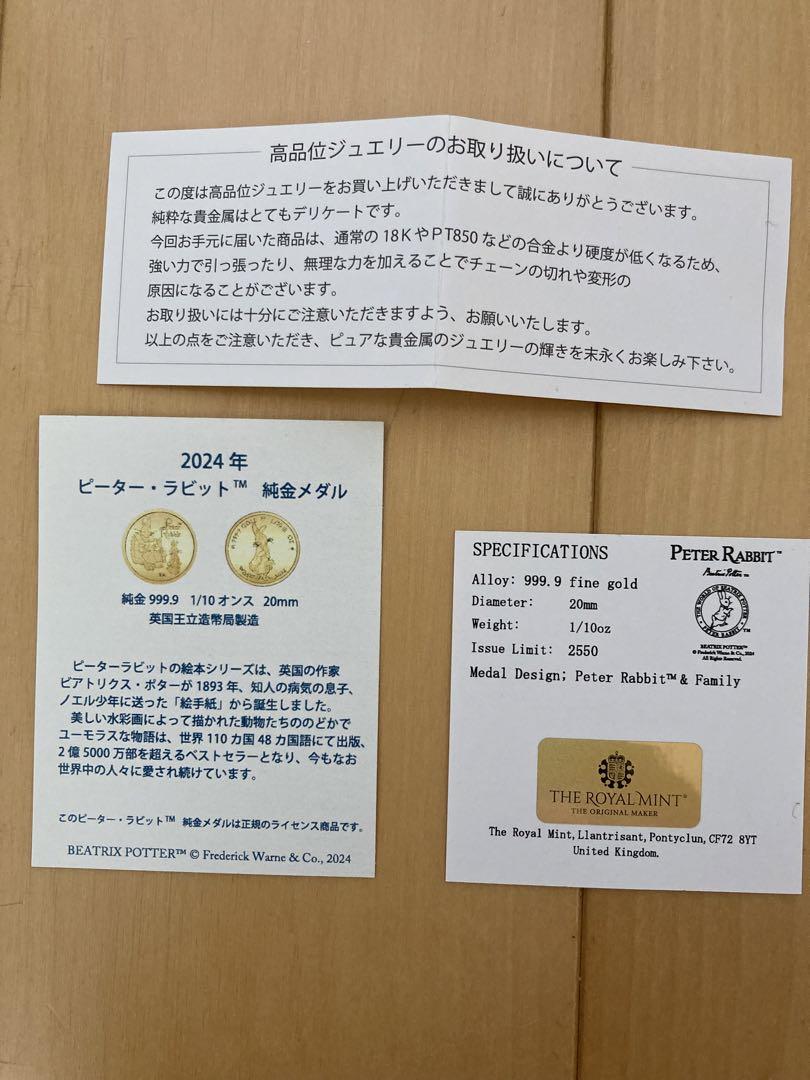 高品位ジュエリーのお取り扱いについて
この度は高品位ジュエリーをお買い上げいただきまして誠にありがとうございます。
純粋な貴金属はとてもデリケートです。
今回お手元に届いた商品は、通常の18KやPT850などの合金より硬度が低くなるため、
強い力で引っ張ったり、無理な力を加えることでチェーンの切れや変形の
原因になることがございます。
お取り扱いには十分にご注意いただきますよう、お願いいたします。
以上の点をご注意いただき、ピュアな貴金属のジュエリーの輝きを末永くお楽しみ下さい。
2024年
ピーター・ラビット™ 純金メダル
純金999.9 1/10オンス 20mm
英国王立造幣局製造
ピーターラビットの絵本シリーズは、英国の作家
ビアトリクス・ポターが1893年、知人の病気の息子、
ノエル少年に送った「絵手紙」から誕生しました。
美しい水彩画によって描かれた動物たちののどかで
ユーモラスな物語は、世界110カ国48カ国語にて出版、
2億5000万部を超えるベストセラーとなり、今もなお
世界中の人々に愛され続けています。
このピーター・ラビット™ 純金メダルは正規のライセンス商品です。
BEATRIX POTTER™ © Frederick Warne & Co., 2024
SPECIFICATIONS
PETER RABBIT™
Beatrix Potter ™
Alloy: 999.9 fine gold
Diameter: 20mm
Weight: 1/10oz
Issue Limit: 2550
THE WORLD OF BEATRIX POTTER
PETER RABBIT ™
BEATRIX POTTER™
© Frederick Warne & Co., 2024
All Rights Reserved.
Medal Design; Peter Rabbit™ & Family
THE ROYAL MINT®
THE ORIGINAL MAKER
The Royal Mint,Llantrisant,Pontyclun,CF72 8YT
United Kingdom.